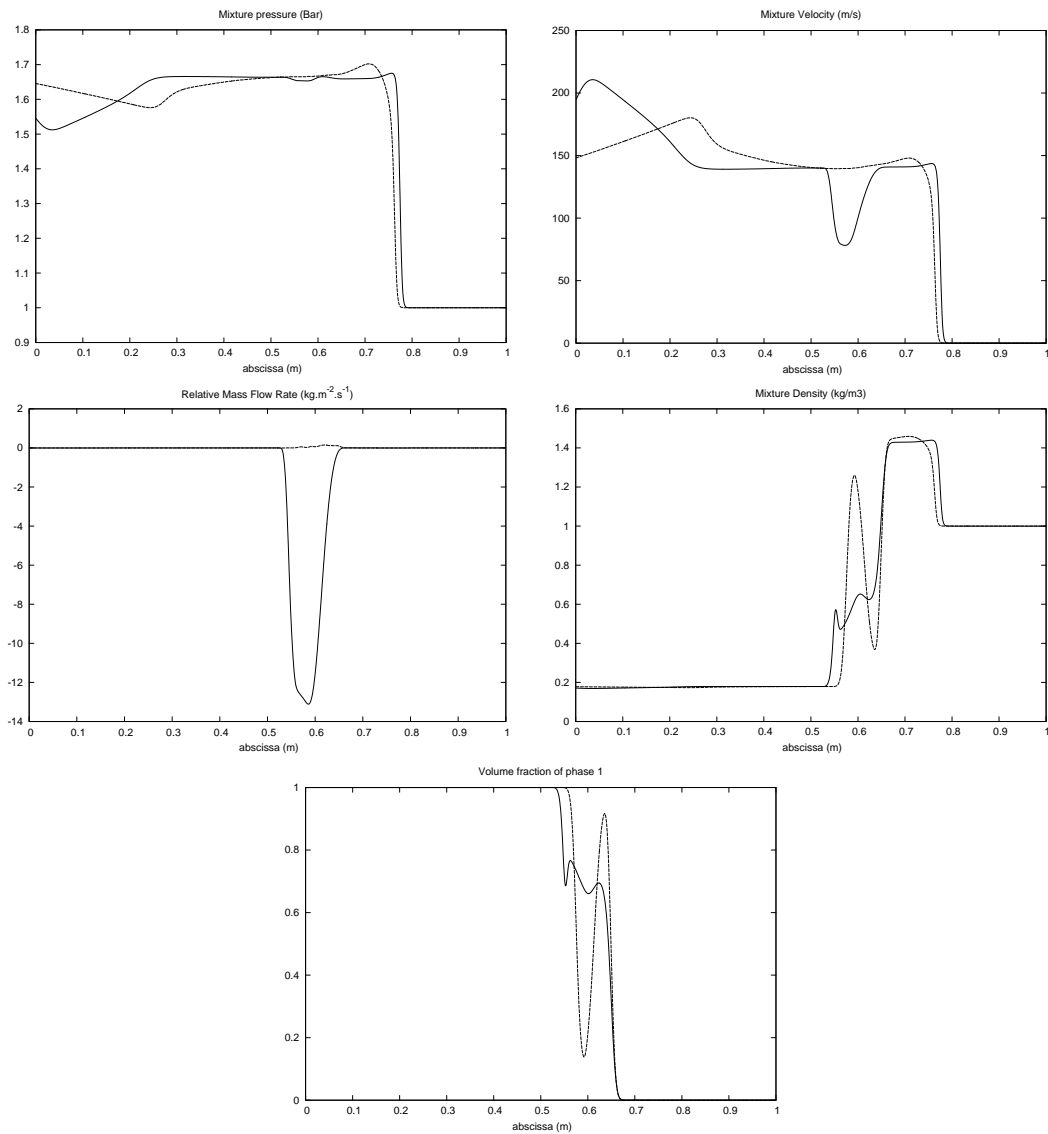 Mixture pressure (Bar)
1.8
1.7
1.6
1.5
1.4
1.3
1.2
1.1
1
0.9
0 0.1 0.2 0.3 0.4 0.5 0.6 0.7 0.8 0.9 1
abscissa (m)
Mixture Velocity (m/s)
250
200
150
100
50
0
0 0.1 0.2 0.3 0.4 0.5 0.6 0.7 0.8 0.9 1
abscissa (m)
Relative Mass Flow Rate (kg.m⁻².s⁻¹)
2
0
-2
-4
-6
-8
-10
-12
-14
0 0.1 0.2 0.3 0.4 0.5 0.6 0.7 0.8 0.9 1
abscissa (m)
Mixture Density (kg/m3)
1.6
1.4
1.2
1
0.8
0.6
0.4
0.2
0
0 0.1 0.2 0.3 0.4 0.5 0.6 0.7 0.8 0.9 1
abscissa (m)
Volume fraction of phase 1
1
0.8
0.6
0.4
0.2
0
0 0.1 0.2 0.3 0.4 0.5 0.6 0.7 0.8 0.9 1
abscissa (m)